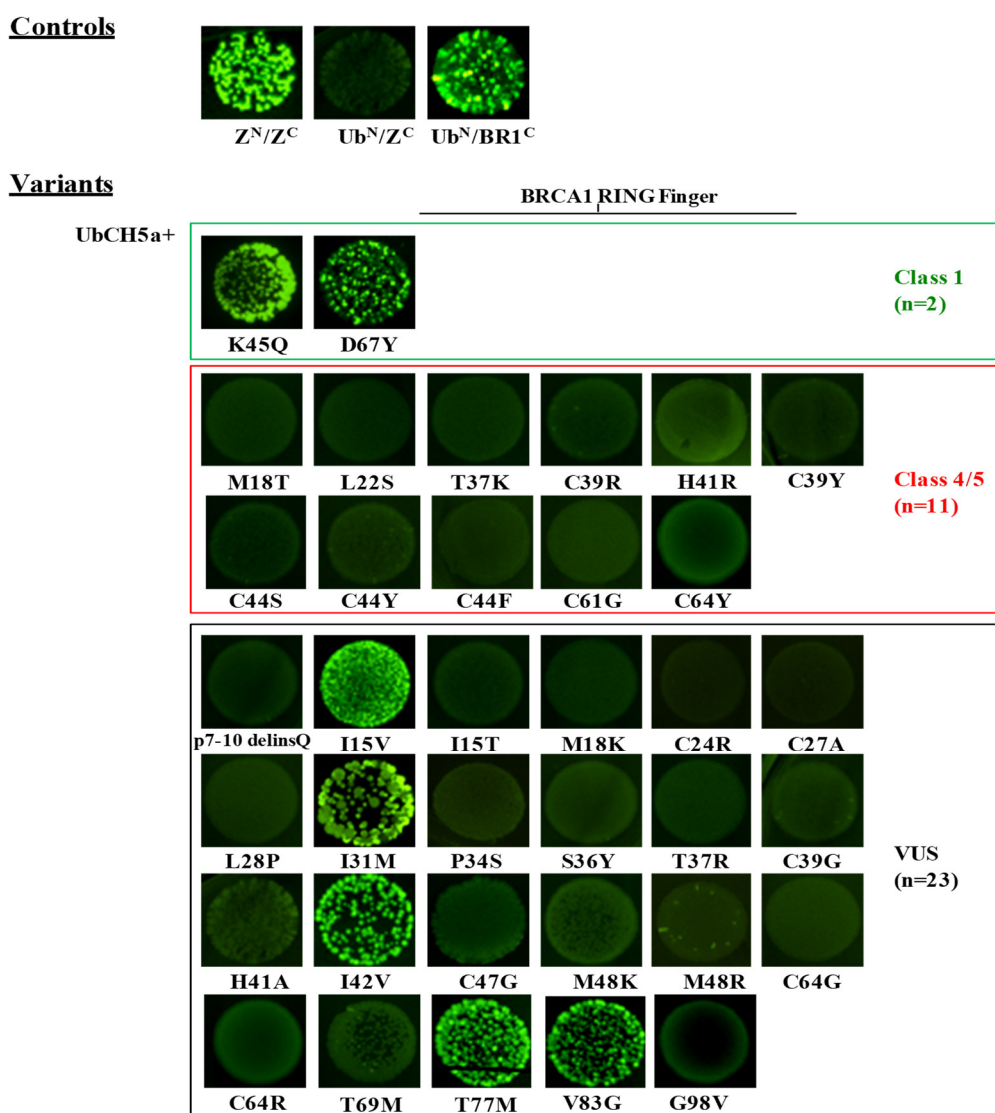 Controls
Z^N/Z^C Ub^N/Z^C Ub^N/BR1^C
Variants
BRCA1 RING Finger
UbCH5a+
K45Q D67Y
Class 1
(n=2)
M18T L22S T37K C39R H41R C39Y
C44S C44Y C44F C61G C64Y
Class 4/5
(n=11)
p7-10 delinsQ I15V I15T M18K C24R C27A
L28P I31M P34S S36Y T37R C39G
VUS
(n=23)
H41A I42V C47G M48K M48R C64G
C64R T69M T77M V83G G98V